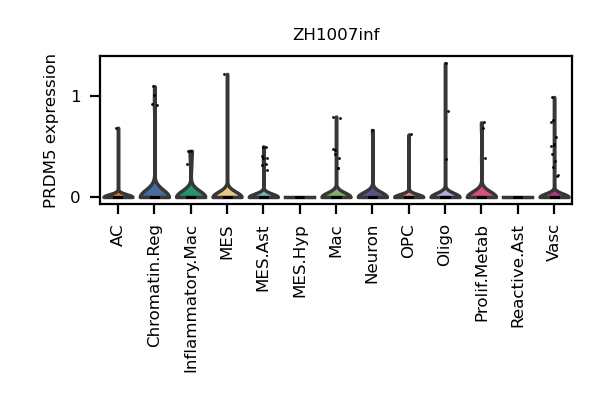 ZH1007inf
PRDM5 expression
1
0
AC
Chromatin.Reg
Inflammatory.Mac
MES
MES.Ast
MES.Hyp
Mac
Neuron
OPC
Oligo
Prolif.Metab
Reactive.Ast
Vasc